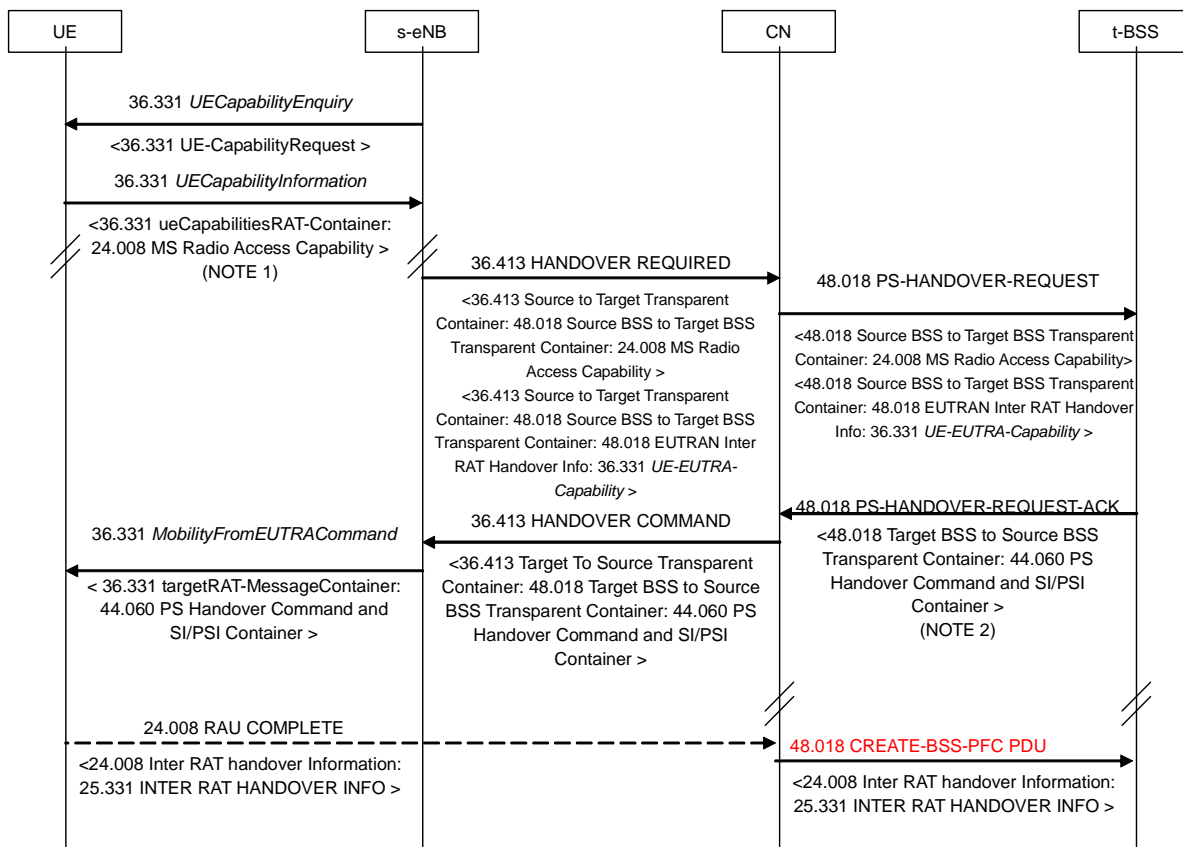 UE
s-eNB
CN
t-BSS
36.331 UECapabilityEnquiry
<36.331 UE-CapabilityRequest >
36.331 UECapabilityInformation
<36.331 ueCapabilitiesRAT-Container:
24.008 MS Radio Access Capability >
(NOTE 1)
36.413 HANDOVER REQUIRED
<36.413 Source to Target Transparent
Container: 48.018 Source BSS to Target BSS
Transparent Container: 24.008 MS Radio
Access Capability >
<36.413 Source to Target Transparent
Container: 48.018 Source BSS to Target BSS
Transparent Container: 48.018 EUTRAN Inter
RAT Handover Info: 36.331 UE-EUTRA-
Capability >
48.018 PS-HANDOVER-REQUEST
<48.018 Source BSS to Target BSS Transparent
Container: 24.008 MS Radio Access Capability>
<48.018 Source BSS to Target BSS Transparent
Container: 48.018 EUTRAN Inter RAT Handover
Info: 36.331 UE-EUTRA-Capability >
48.018 PS-HANDOVER-REQUEST-ACK
<48.018 Target BSS to Source BSS
Transparent Container: 44.060 PS
Handover Command and SI/PSI
Container >
(NOTE 2)
36.413 HANDOVER COMMAND
<36.413 Target To Source Transparent
Container: 48.018 Target BSS to Source
BSS Transparent Container: 44.060 PS
Handover Command and SI/PSI
Container >
36.331 MobilityFromEUTRACommand
< 36.331 targetRAT-MessageContainer:
44.060 PS Handover Command and
SI/PSI Container >
24.008 RAU COMPLETE
<24.008 Inter RAT handover Information:
25.331 INTER RAT HANDOVER INFO >
48.018 CREATE-BSS-PFC PDU
<24.008 Inter RAT handover Information:
25.331 INTER RAT HANDOVER INFO >